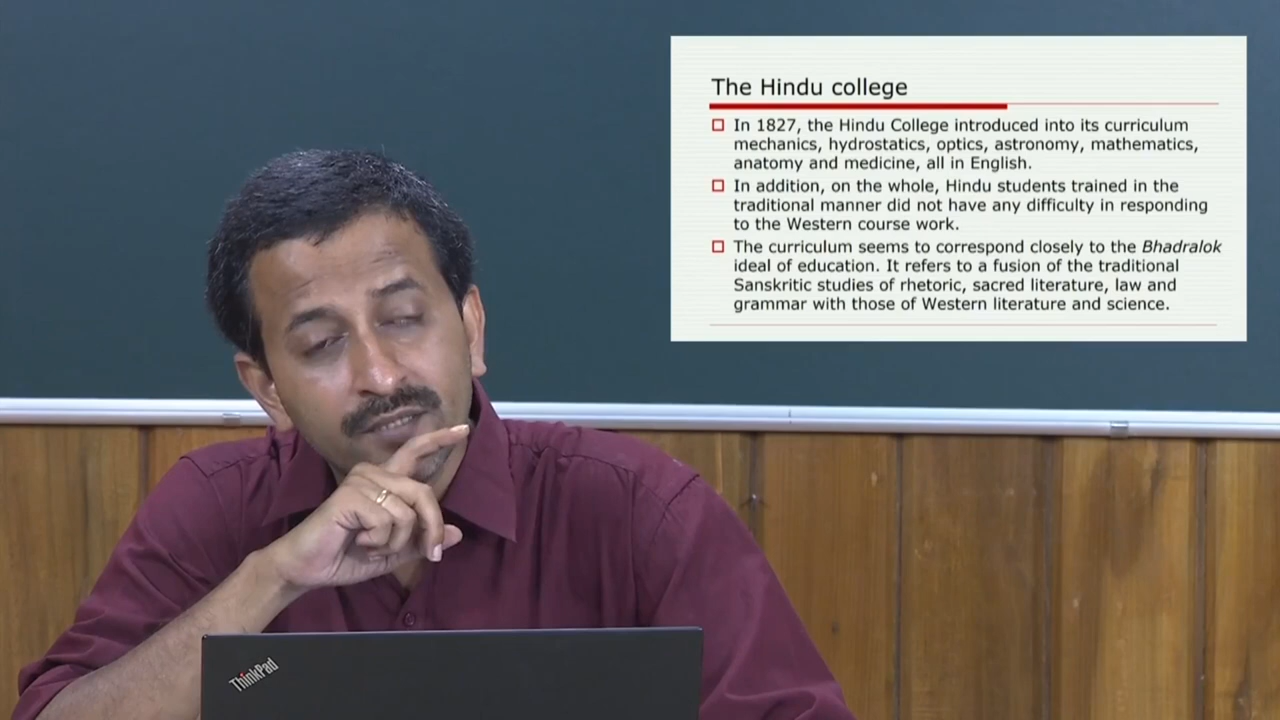 The Hindu college
In 1827, the Hindu College introduced into its curriculum
mechanics, hydrostatics, optics, astronomy, mathematics,
anatomy and medicine, all in English.
In addition, on the whole, Hindu students trained in the
traditional manner did not have any difficulty in responding
to the Western course work.
The curriculum seems to correspond closely to the Bhadralok
ideal of education. It refers to a fusion of the traditional
Sanskritic studies of rhetoric, sacred literature, law and
grammar with those of Western literature and science.
ThinkPad